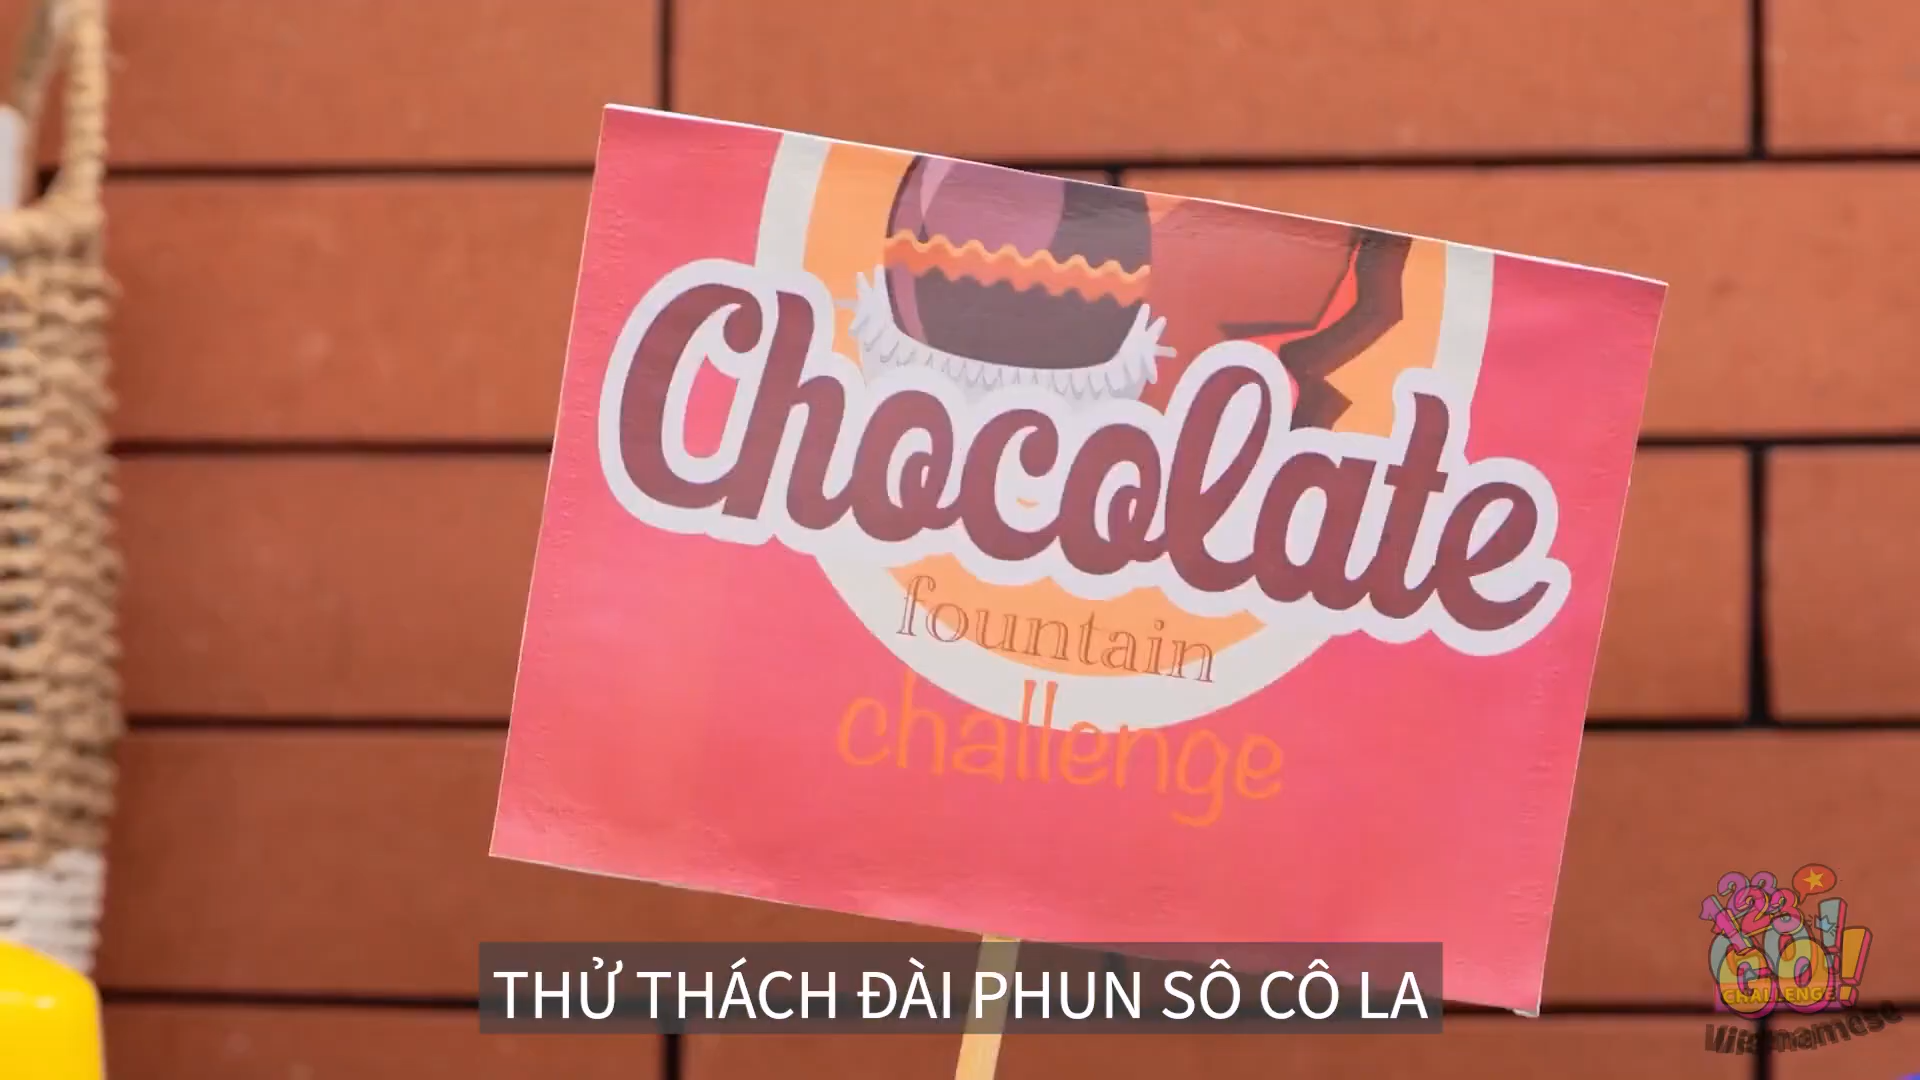 Chocolate
fountain
challenge
THỬ THÁCH ĐÀI PHUN SÔ CÔ LA
123
GO!
CHALLENGE
Vietnamese